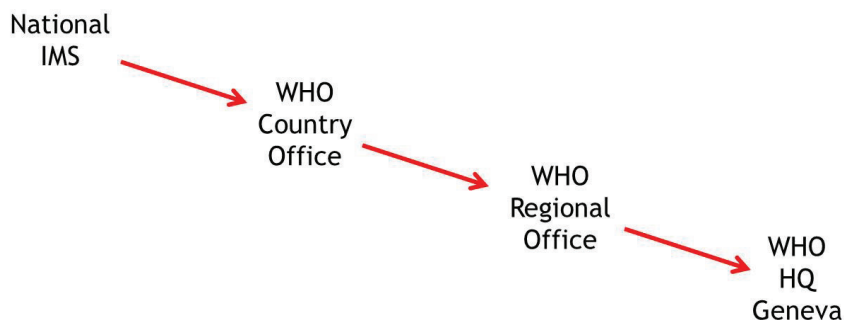 National
IMS
WHO
Country
Office
WHO
Regional
Office
WHO
HQ
Geneva